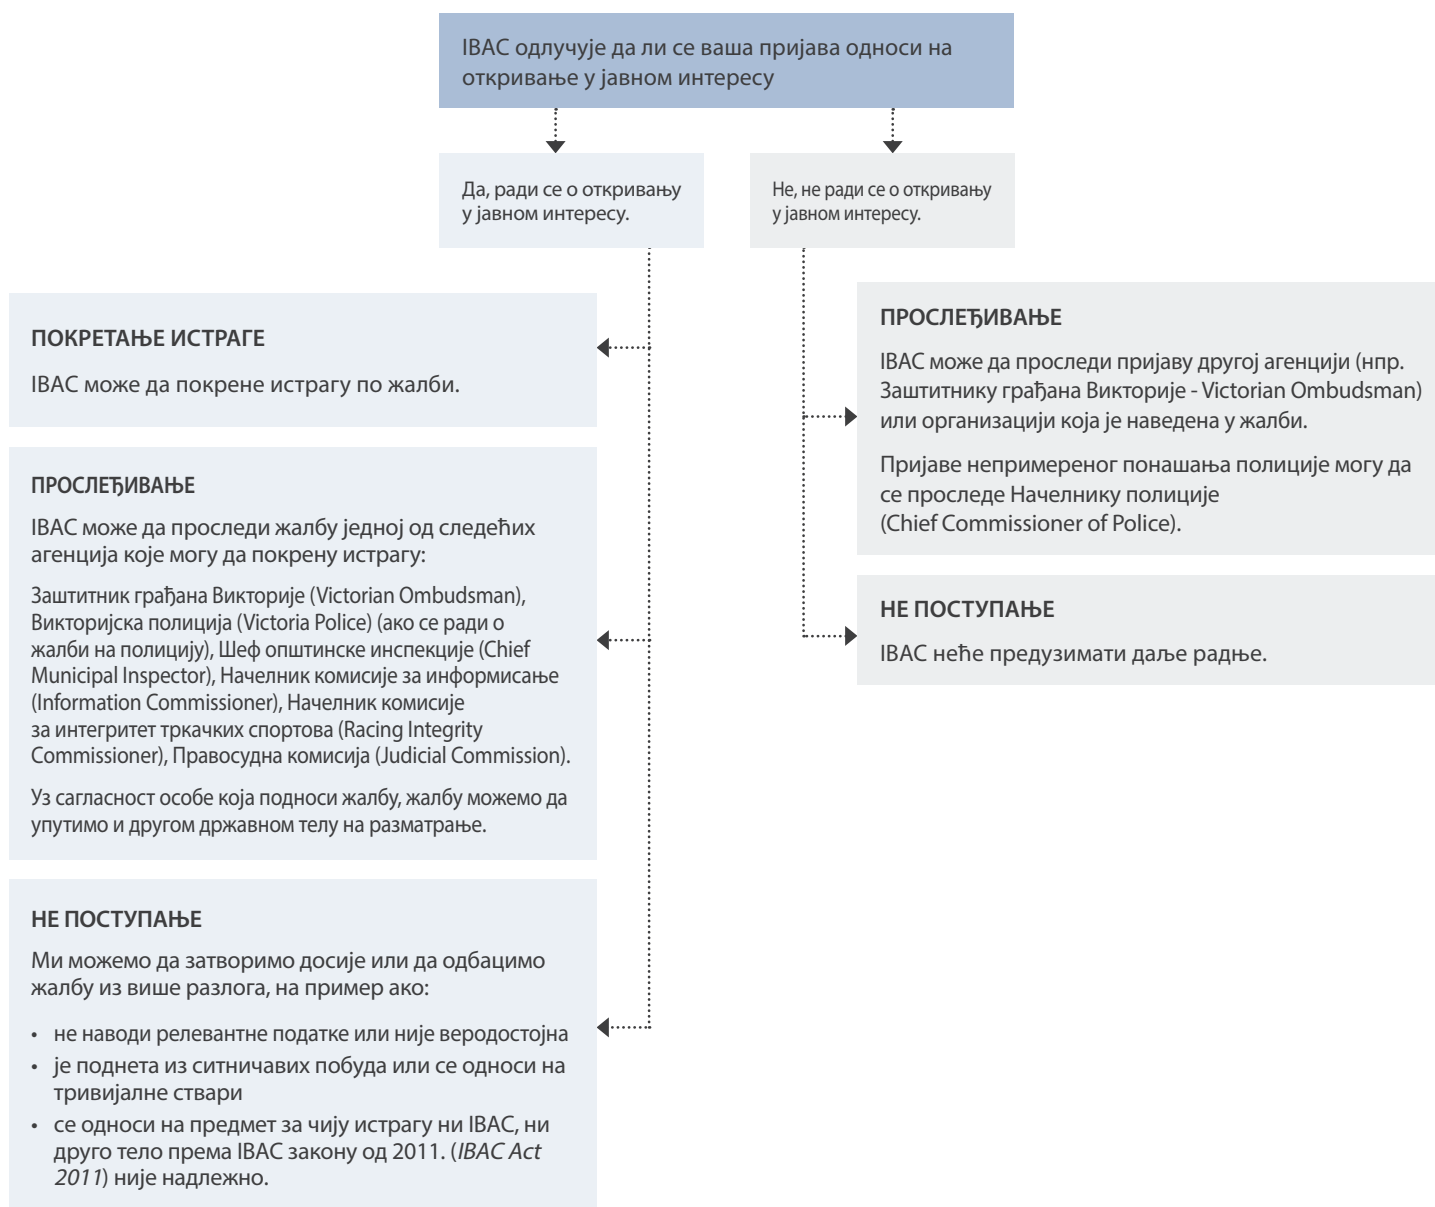 IBAC одлучује да ли се ваша пријава односи на
откривање у јавном интересу
Да, ради се о откривању
у јавном интересу.
Не, не ради се о откривању
у јавном интересу.
ПОКРЕТАЊЕ ИСТРАГЕ
IBAC може да покрене истрагу по жалби.
ПРОСЛЕЂИВАЊЕ
IBAC може да проследи жалбу једној од следећих
агенција које могу да покрену истрагу:
Заштитник грађана Викторије (Victorian Ombudsman),
Викторијска полиција (Victoria Police) (ако се ради о
жалби на полицију), Шеф општинске инспекције (Chief
Municipal Inspector), Начелник комисије за информисање
(Information Commissioner), Начелник комисије
за интегритет тркачких спортова (Racing Integrity
Commissioner), Правосудна комисија (Judicial Commission).
Уз сагласност особе која подноси жалбу, жалбу можемо да
упутимо и другом државном телу на разматрање.
НЕ ПОСТУПАЊЕ
Ми можемо да затворимо досије или да одбацимо
жалбу из више разлога, на пример ако:
• не наводи релевантне податке или није веродостојна
• је поднета из ситничавих побуда или се односи на
тривијалне ствари
• се односи на предмет за чију истрагу ни IBAC, ни
друго тело према IBAC закону од 2011. (IBAC Act
2011) није надлежно.
ПРОСЛЕЂИВАЊЕ
IBAC може да проследи пријаву другој агенцији (нпр.
Заштитнику грађана Викторије - Victorian Ombudsman)
или организацији која је наведена у жалби.
Пријаве непримереног понашања полиције могу да
се проследе Начелнику полиције
(Chief Commissioner of Police).
НЕ ПОСТУПАЊЕ
IBAC неће предузимати даље радње.